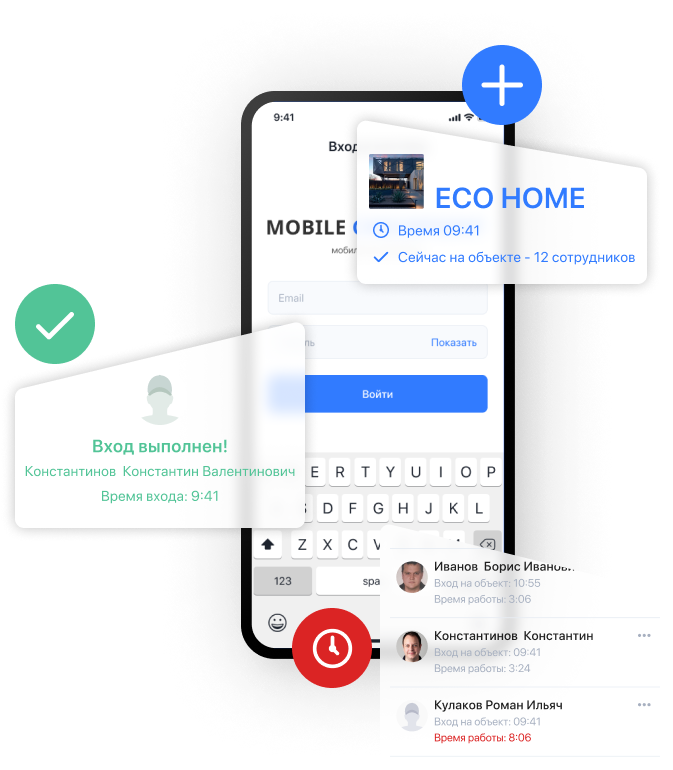 9:41
Вход
ECO HOME
MOBILE
Время 09:41
Сейчас на объекте - 12 сотрудников
Email
Показать
Войти
Вход выполнен!
Константинов Константин Валентинович
Время входа: 9:41
E R T Y U I O P
D F G H J K L
Z X C
123
Иванов Борис Иванович
Вход на объект: 10:55
Время работы: 3:06
Константинов Константин
Вход на объект: 09:41
Время работы: 3:24
Кулаков Роман Ильяч
Вход на объект: 09:41
Время работы: 8:06